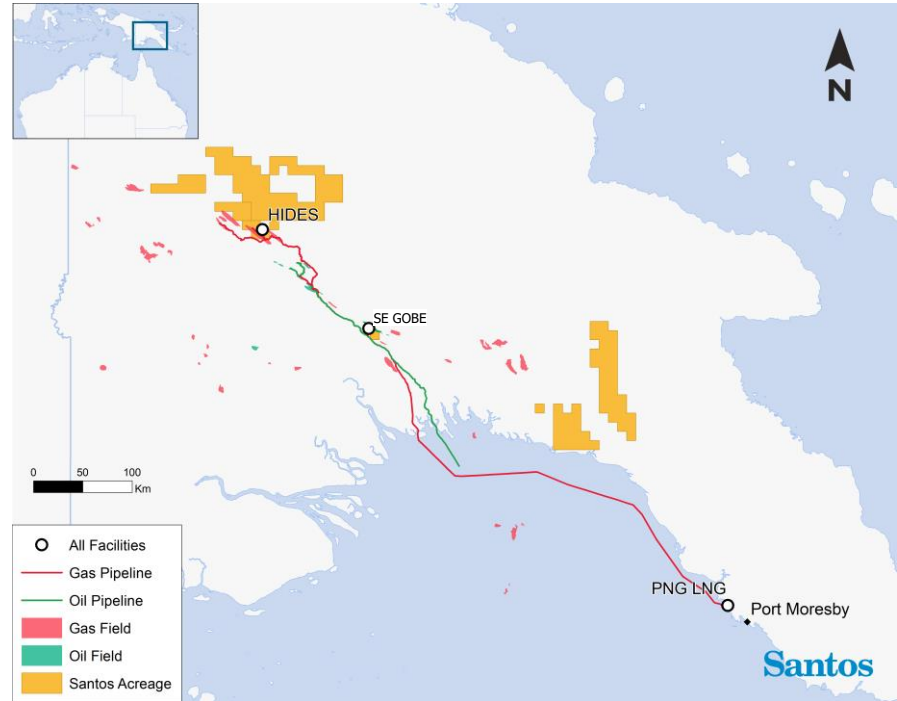 N
HIDES
SE GOBE
0 50 100
Km
PNG LNG
Port Moresby
All Facilities
Gas Pipeline
Oil Pipeline
Gas Field
Oil Field
Santos Acreage
Santos